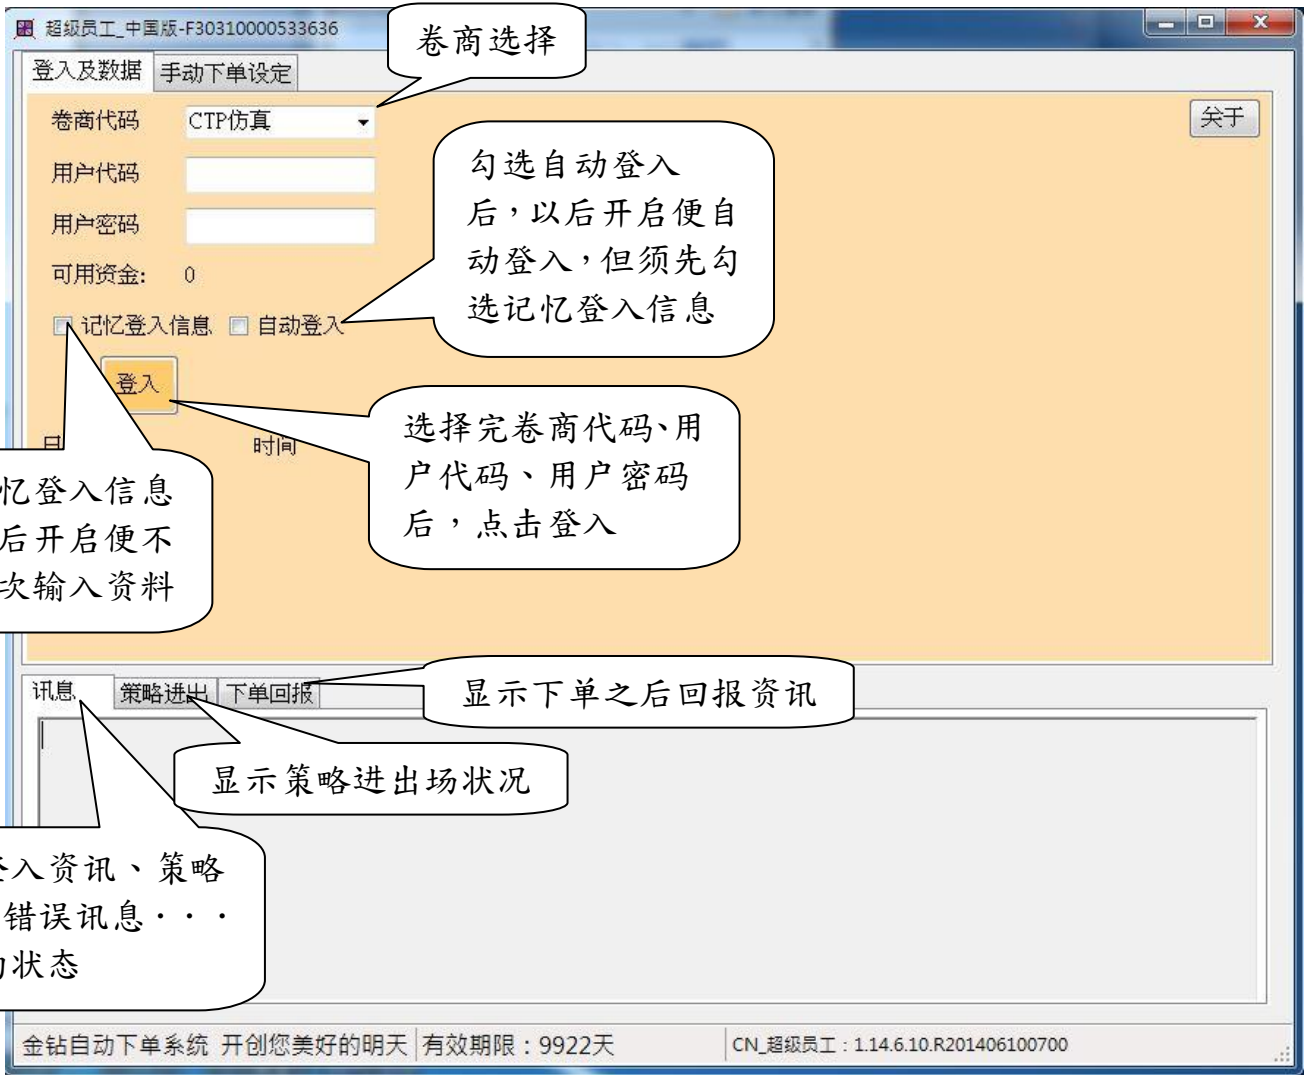 超级员工_中国版-F30310000533636
卷商选择
登入及数据 手动下单设定
卷商代码 CTP仿真
关于
用户代码
用户密码
可用资金: 0
勾选自动登入
后，以后开启便自
动登入，但须先勾
选记忆登入信息
记忆登入信息 自动登入
登入
时间
选择完卷商代码、用
户代码、用户密码
后，点击登入
忆登入信息
后开启便不
次输入资料
讯息 策略进出 下单回报
显示下单之后回报资讯
显示策略进出场状况
登入资讯、策略
错误讯息···
状态
金钻自动下单系统 开创您美好的明天 有效期限：9922天 CN_超级员工：1.14.6.10.R201406100700